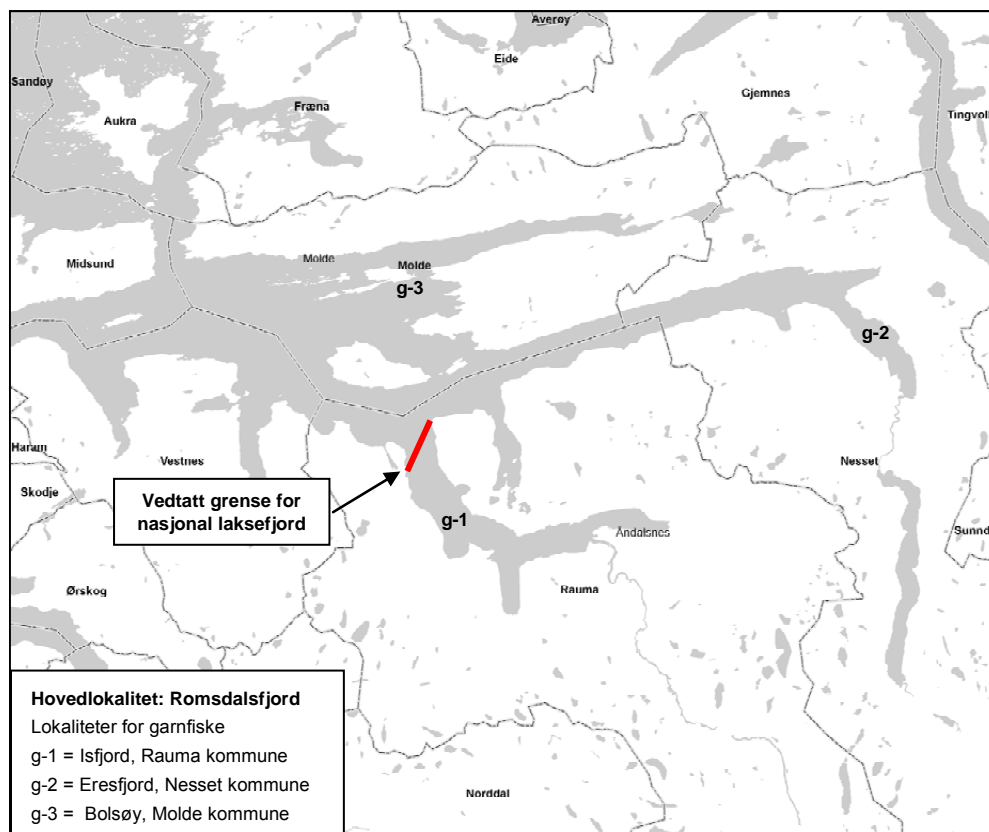 Averøy
Eide
Sandøy
Gjemnes
Fræna
Tingvoll
Aukra
Midsund
Molde
Molde
g-3
g-2
Haram
Vestnes
Nesset
Skodje
Vedtatt grense for
nasjonal laksefjord
g-1
Åndalsnes
Sunnd
Ørskog
Rauma
Hovedlokalitet: Romsdalsfjord
Lokaliteter for garnfiske
g-1 = Isfjord, Rauma kommune
g-2 = Eresfjord, Nesset kommune
g-3 = Bolsøy, Molde kommune
Norddal